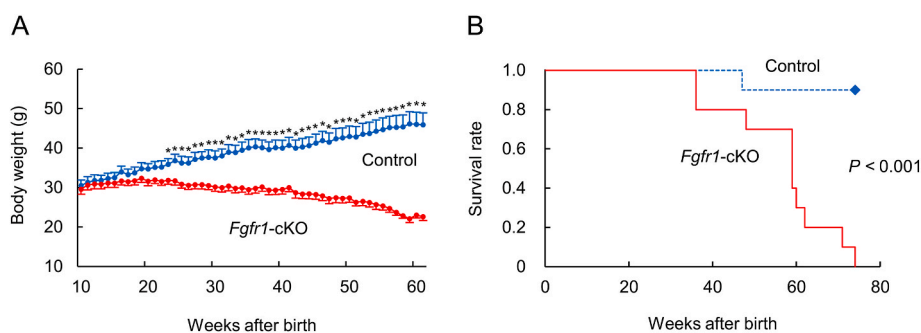 A
Body weight (g)
60
50
40
30
20
10
****.*****************.*******.********
Control
Fgfr1-cKO
10 20 30 40 50 60
Weeks after birth
B
Survival rate
1.0
0.8
0.6
0.4
0.2
0
Control
Fgfr1-cKO
P < 0.001
0 20 40 60 80
Weeks after birth